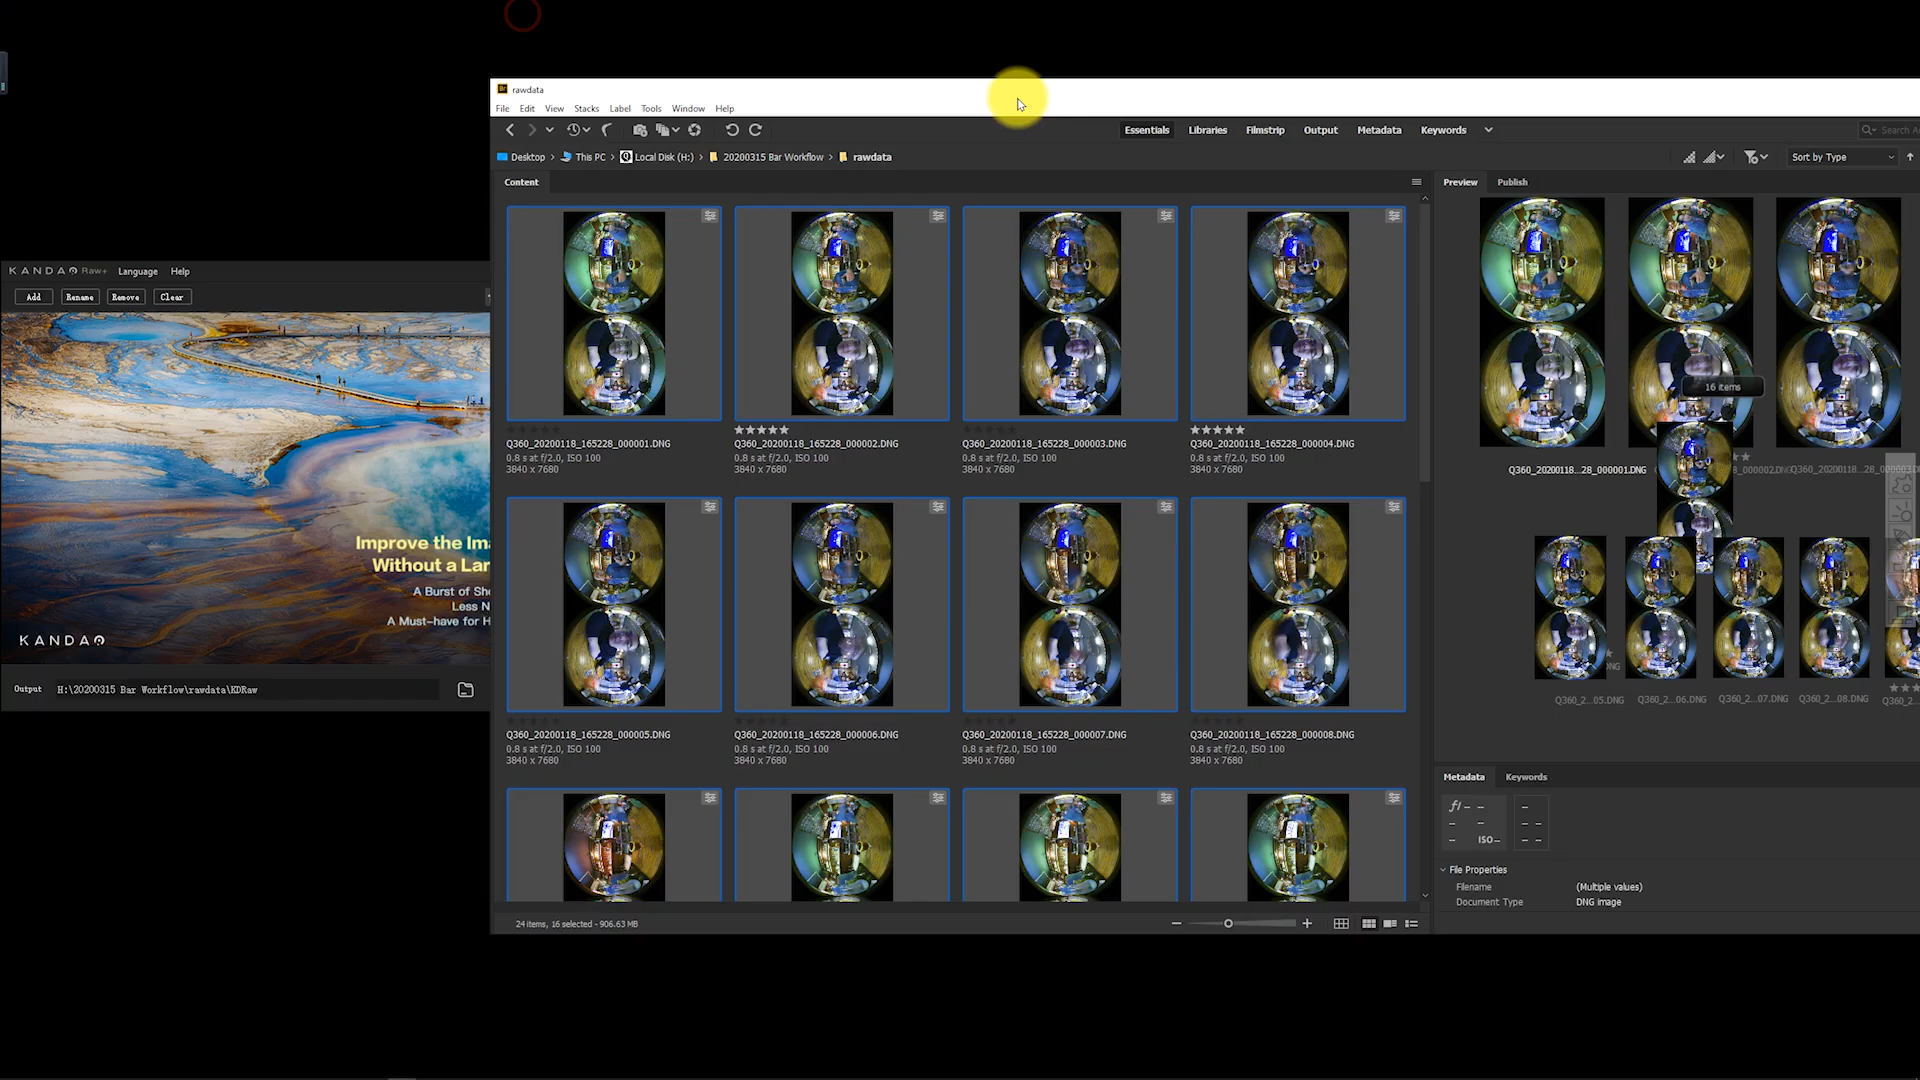 rawdata
File Edit View Stacks Label Tools Window Help
Essentials Libraries Filmstrip Output Metadata Keywords
Desktop This PC Local Disk (H:) 20200315 Bar Workflow rawdata
Sort by Type
Content
Preview Publish
Q360_20200118_165228_000001.DNG
0.8 s at f/2.0, ISO 100
3840 x 7680
Q360_20200118_165228_000002.DNG
0.8 s at f/2.0, ISO 100
3840 x 7680
Q360_20200118_165228_000003.DNG
0.8 s at f/2.0, ISO 100
3840 x 7680
Q360_20200118_165228_000004.DNG
0.8 s at f/2.0, ISO 100
3840 x 7680
Q360_20200118_165228_000005.DNG
0.8 s at f/2.0, ISO 100
3840 x 7680
Q360_20200118_165228_000006.DNG
0.8 s at f/2.0, ISO 100
3840 x 7680
Q360_20200118_165228_000007.DNG
0.8 s at f/2.0, ISO 100
3840 x 7680
Q360_20200118_165228_000008.DNG
0.8 s at f/2.0, ISO 100
3840 x 7680
24 items, 16 selected - 906.63 MB
16 items
Q360_20200118...28_000001.DNG
Q360_2...05.DNG Q360_2...06.DNG Q360_2...07.DNG Q360_2...08.DNG
Metadata Keywords
f/-- --
-- --
-- ISO--
--
-- --
-- --
File Properties
Filename (Multiple values)
Document Type DNG image
KANDAO Raw+ Language Help
Add Rename Remove Clear
Improve the Ima
Without a Lar
A Burst of Sho
Less N
A Must-have for H
KANDAO
Output H:\20200315 Bar Workflow\rawdata\KDRaw